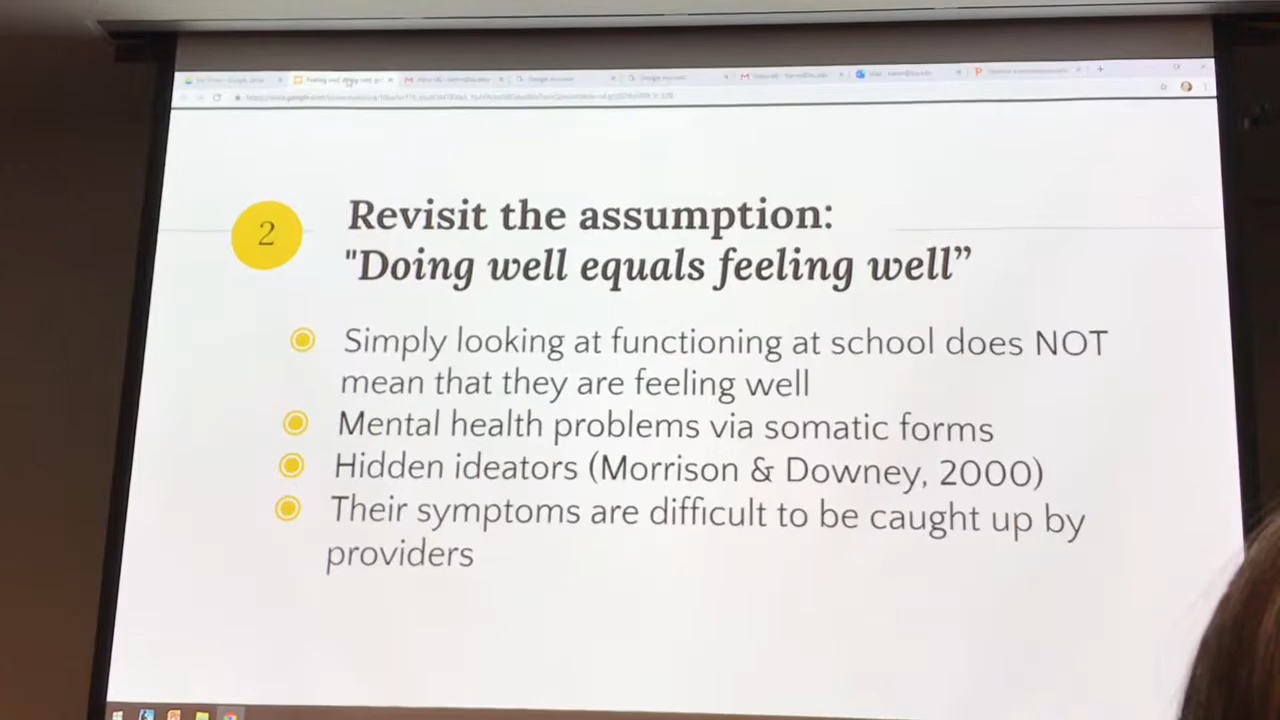 2
Revisit the assumption:
"Doing well equals feeling well”
Simply looking at functioning at school does NOT
mean that they are feeling well
Mental health problems via somatic forms
Hidden ideators (Morrison & Downey, 2000)
Their symptoms are difficult to be caught up by
providers